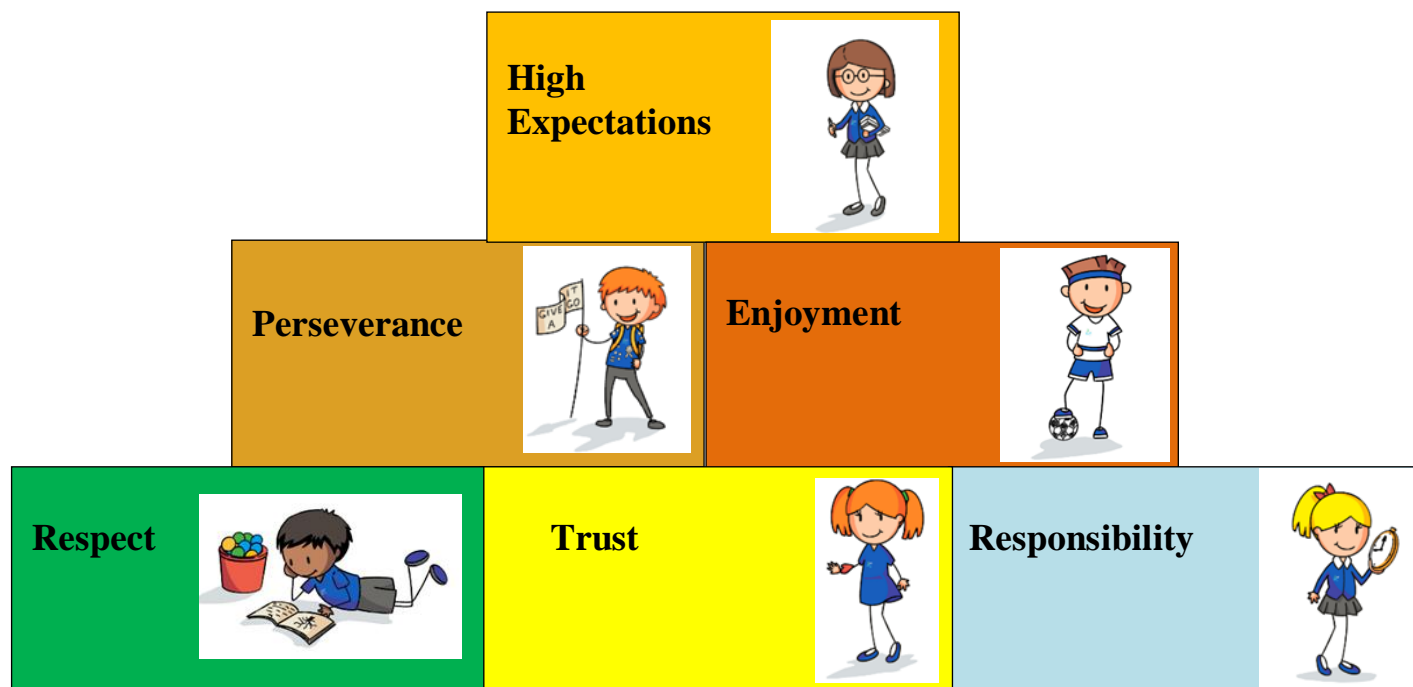 High
Expectations
Perseverance
GIVE IT
A GO
Enjoyment
Respect
Trust
Responsibility